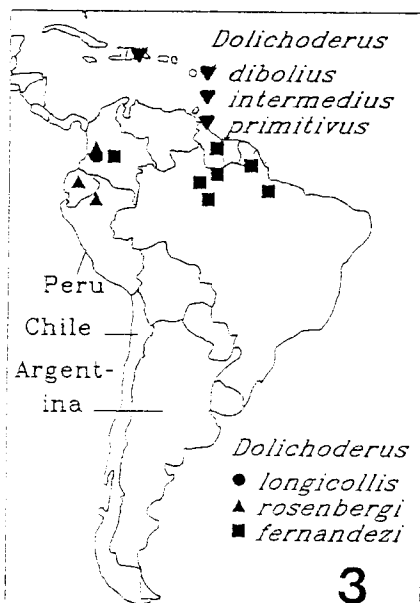 Dolichoderus
dibolius
intermedius
primitivus
Peru
Chile
Argent-
ina
Dolichoderus
longicollis
rosenbergi
fernandezi
3